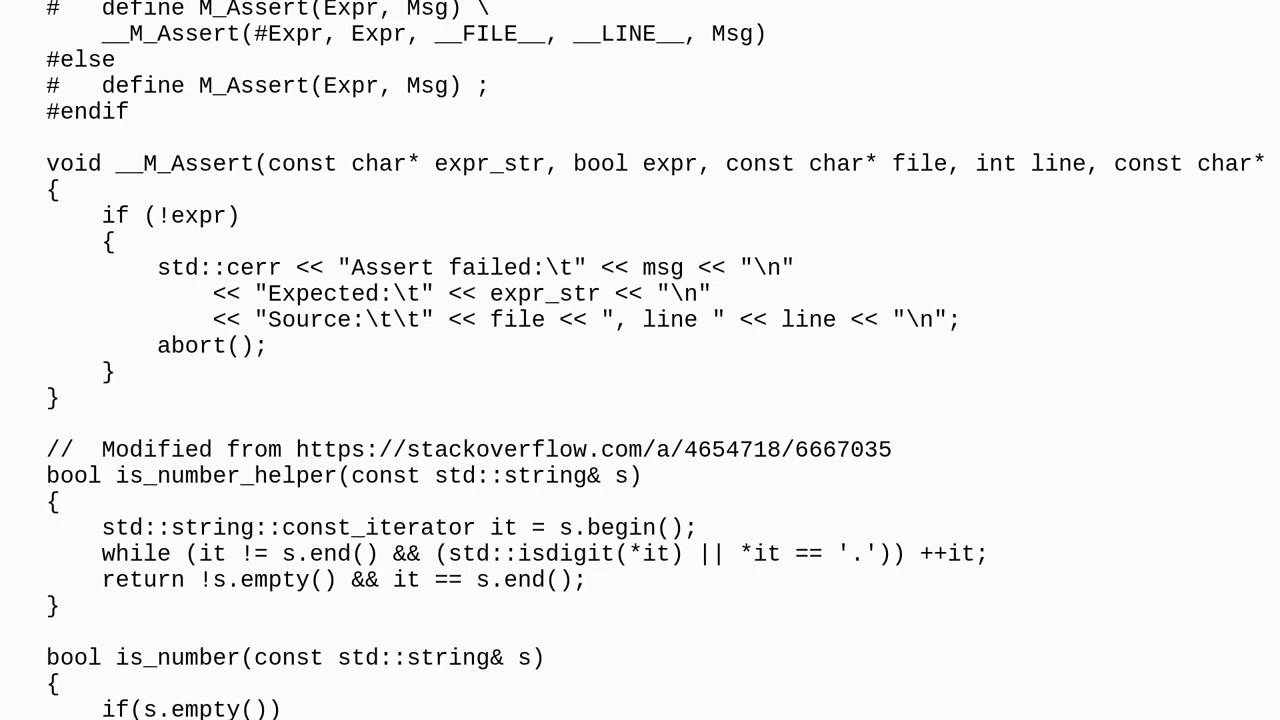 #   define M_Assert(Expr, Msg) \
    __M_Assert(#Expr, Expr, __FILE__, __LINE__, Msg)
#else
#   define M_Assert(Expr, Msg) ;
#endif

void __M_Assert(const char* expr_str, bool expr, const char* file, int line, const char*
{
    if (!expr)
    {
        std::cerr << "Assert failed:\t" << msg << "\n"
            << "Expected:\t" << expr_str << "\n"
            << "Source:\t\t" << file << ", line " << line << "\n";
        abort();
    }
}

//  Modified from https://stackoverflow.com/a/4654718/6667035
bool is_number_helper(const std::string& s)
{
    std::string::const_iterator it = s.begin();
    while (it != s.end() && (std::isdigit(*it) || *it == '.')) ++it;
    return !s.empty() && it == s.end();
}

bool is_number(const std::string& s)
{
    if(s.empty())